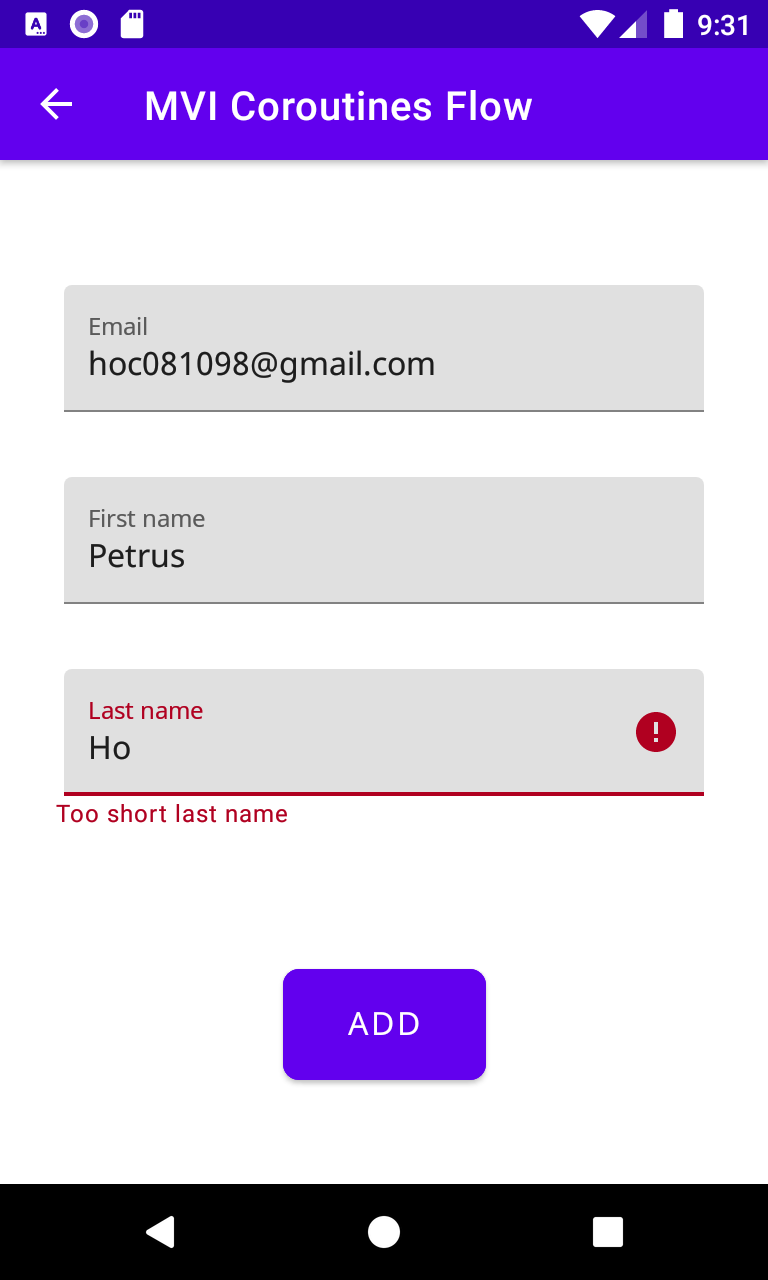 9:31
MVI Coroutines Flow
Email
hoc081098@gmail.com
First name
Petrus
Last name
Ho
Too short last name
ADD